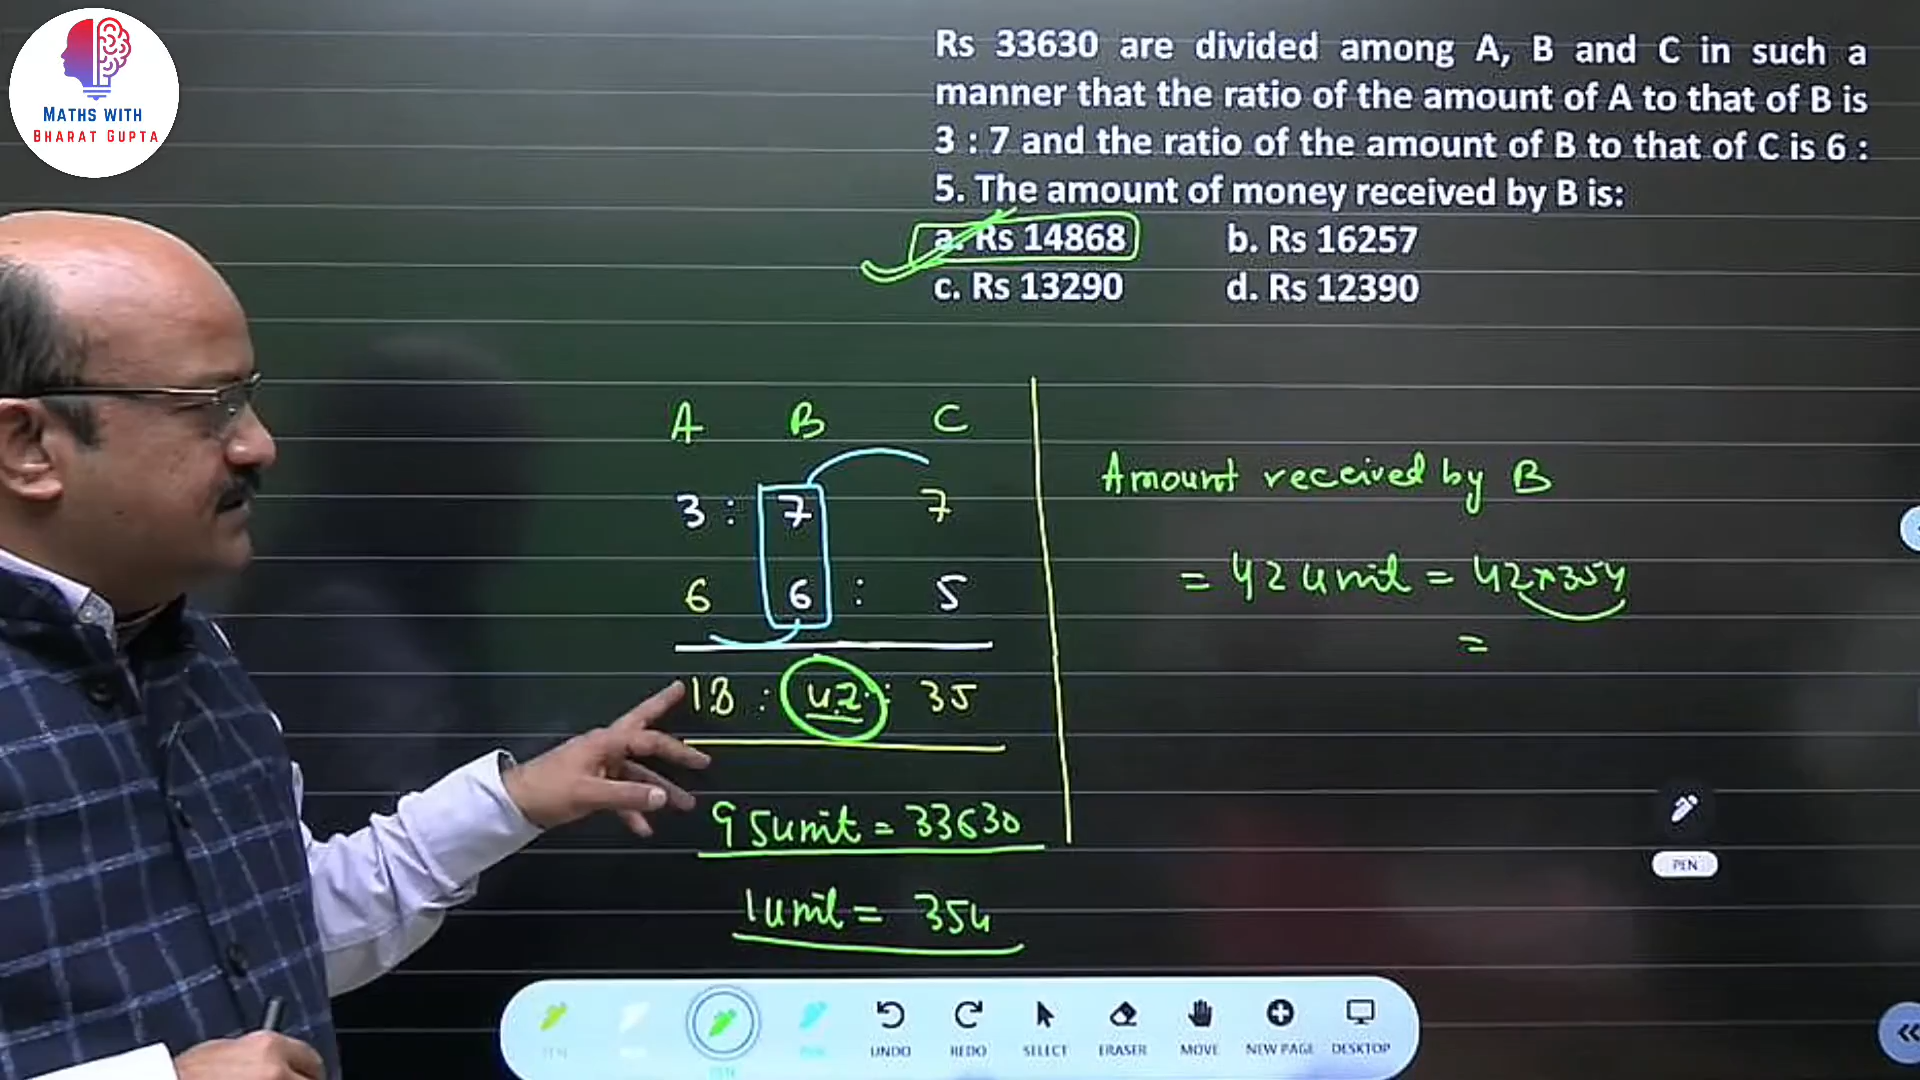 MATHS WITH
BHARAT GUPTA
Rs 33630 are divided among A, B and C in such a
manner that the ratio of the amount of A to that of B is
3 : 7 and the ratio of the amount of B to that of C is 6 :
5. The amount of money received by B is:
a. Rs 14868 b. Rs 16257
c. Rs 13290 d. Rs 12390
A B C
3 : 7 7
6 6 : 5
18 : 42 : 35
95 unit = 33630
1 unit = 354
Amount received by B
= 42 unit = 42×354
=
PEN
PEN
UNDO REDO SELECT ERASER MOVE NEW PAGE DESKTOP